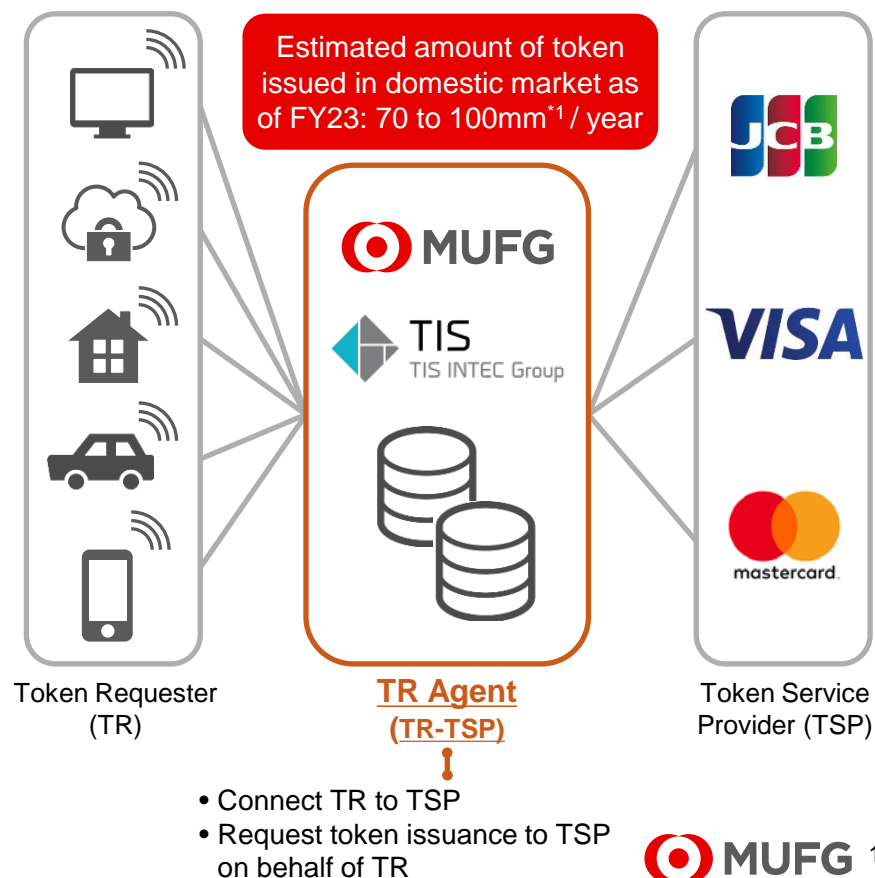 Estimated amount of token
issued in domestic market as
of FY23: 70 to 100mm*1 / year
MUFG
TIS
TIS INTEC Group
JCB
VISA
mastercard.
Token Requester
(TR)
TR Agent
(TR-TSP)
Token Service
Provider (TSP)
• Connect TR to TSP
• Request token issuance to TSP
on behalf of TR
MUFG